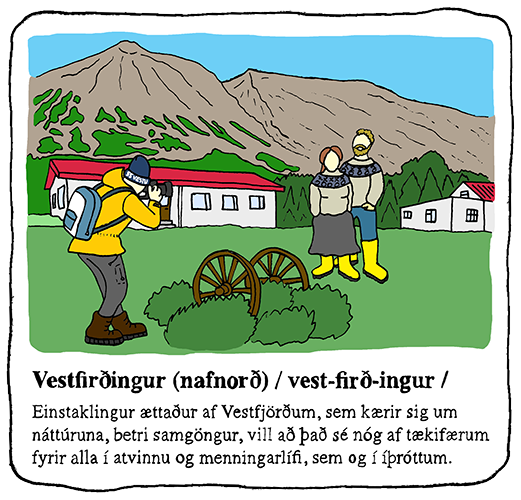 Vestfirðingur (nafnorð) / vest-firð-ingur /
Einstaklingur ættaður af Vestfjörðum, sem kærir sig um
náttúruna, betri samgöngur, vill að það sé nóg af tækifærum
fyrir alla í atvinnu og menningarlífi, sem og í íþróttum.